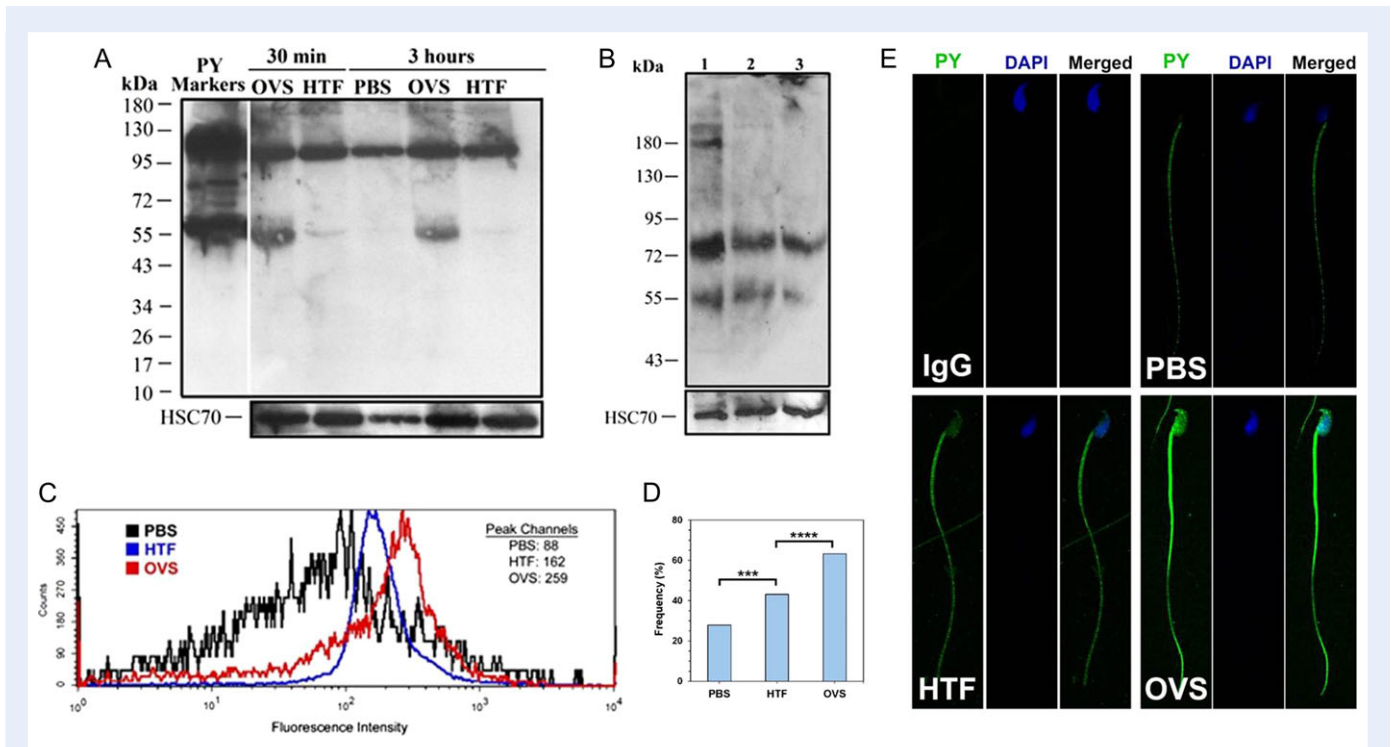 A
30 min
3 hours
PY
Markers
kDa
OVS HTF PBS OVS HTF
180
130
95
72
55
43
34
26
17
10
HSC70
B
kDa
1 2 3
180
130
95
72
55
43
HSC70
C
PBS
HTF
OVS
Peak Channels
PBS: 88
HTF: 162
OVS: 259
Counts
450
360
270
180
90
0
10⁰ 10¹ 10² 10³ 10⁴
Fluorescence Intensity
D
Frequency (%)
80
60
40
20
0
***
****
PBS HTF OVS
E
PY DAPI Merged PY DAPI Merged
IgG PBS
HTF OVS